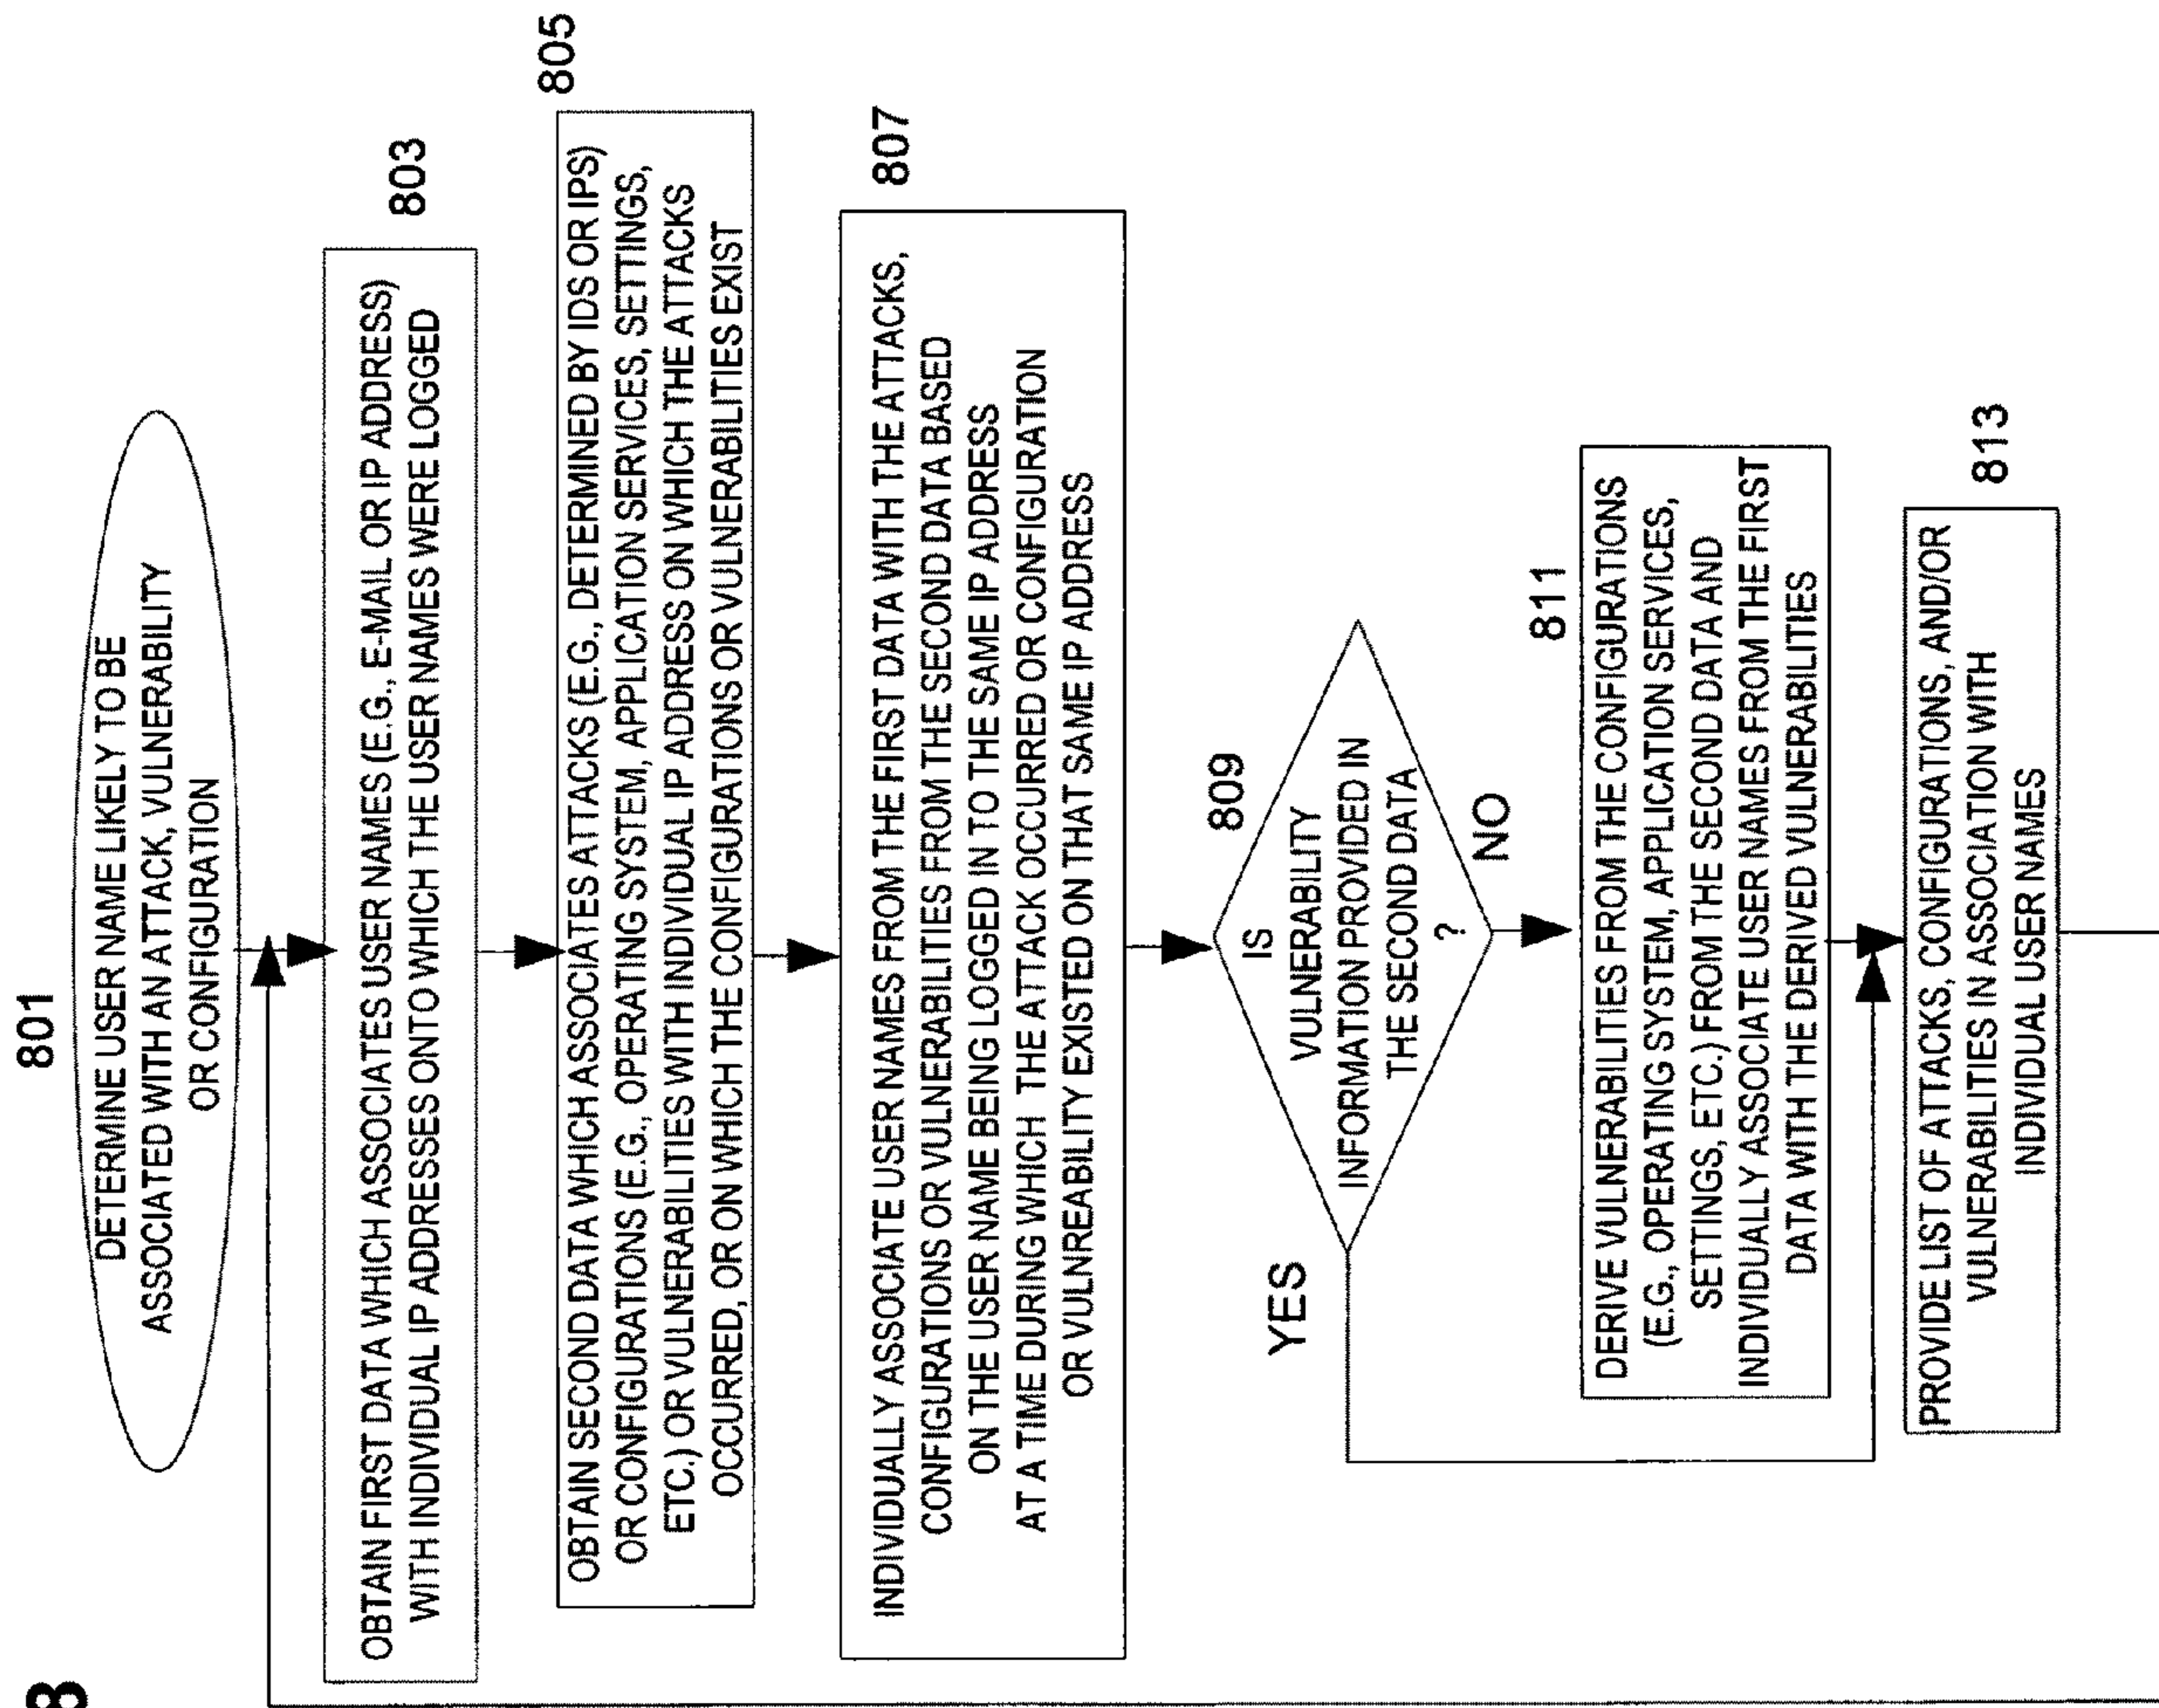 8
801
DETERMINE USER NAME LIKELY TO BE
ASSOCIATED WITH AN ATTACK, VULNERABILITY
OR CONFIGURATION
803
OBTAIN FIRST DATA WHICH ASSOCIATES USER NAMES (E.G., E-MAIL OR IP ADDRESS)
WITH INDIVIDUAL IP ADDRESSES ONTO WHICH THE USER NAMES WERE LOGGED
805
OBTAIN SECOND DATA WHICH ASSOCIATES ATTACKS (E.G., DETERMINED BY IDS OR IPS)
OR CONFIGURATIONS (E.G., OPERATING SYSTEM, APPLICATION SERVICES, SETTINGS,
ETC.) OR VULNERABILITIES WITH INDIVIDUAL IP ADDRESS ON WHICH THE ATTACKS
OCCURRED, OR ON WHICH THE CONFIGURATIONS OR VULNERABILITIES EXIST
807
INDIVIDUALLY ASSOCIATE USER NAMES FROM THE FIRST DATA WITH THE ATTACKS,
CONFIGURATIONS OR VULNERABILITIES FROM THE SECOND DATA BASED
ON THE USER NAME BEING LOGGED IN TO THE SAME IP ADDRESS
AT A TIME DURING WHICH THE ATTACK OCCURRED OR CONFIGURATION
OR VULNREABILITY EXISTED ON THAT SAME IP ADDRESS
809
IS
VULNERABILITY
INFORMATION PROVIDED IN
THE SECOND DATA
?
YES
NO
811
DERIVE VULNERABILITIES FROM THE CONFIGURATIONS
(E.G., OPERATING SYSTEM, APPLICATION SERVICES,
SETTINGS, ETC.) FROM THE SECOND DATA AND
INDIVIDUALLY ASSOCIATE USER NAMES FROM THE FIRST
DATA WITH THE DERIVED VULNERABILITIES
813
PROVIDE LIST OF ATTACKS, CONFIGURATIONS, AND/OR
VULNERABILITIES IN ASSOCIATION WITH
INDIVIDUAL USER NAMES